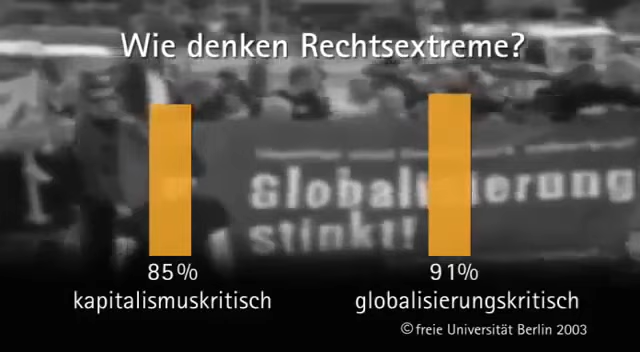 Wie denken Rechtsextreme?
Globalisierung
stinkt!
85% 91%
kapitalismuskritisch globalisierungskritisch
© freie Universität Berlin 2003